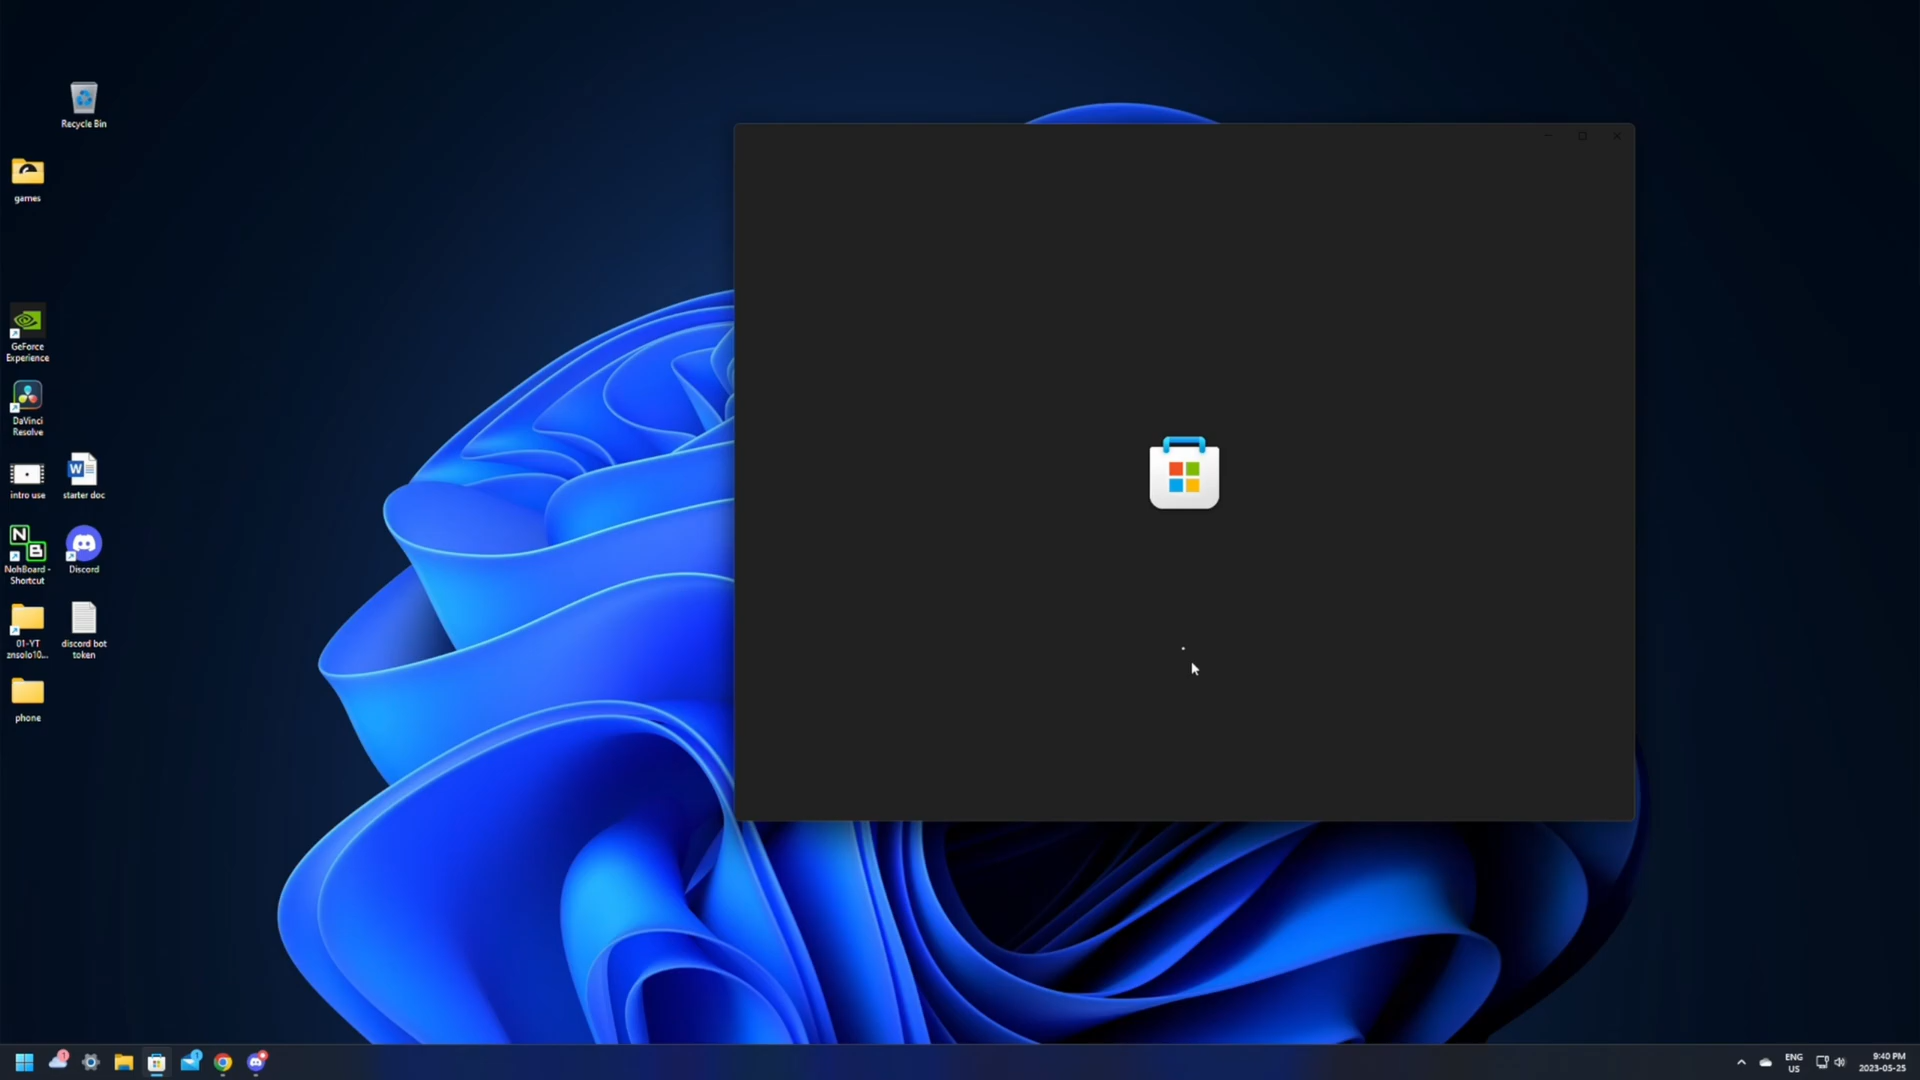 Recycle Bin
games
GeForce
Experience
DaVinci
Resolve
intro use
starter doc
NohBoard -
Shortcut
Discord
01-YT
znsolo10...
discord bot
token
phone
ENG
US
9:40 PM
2023-05-25